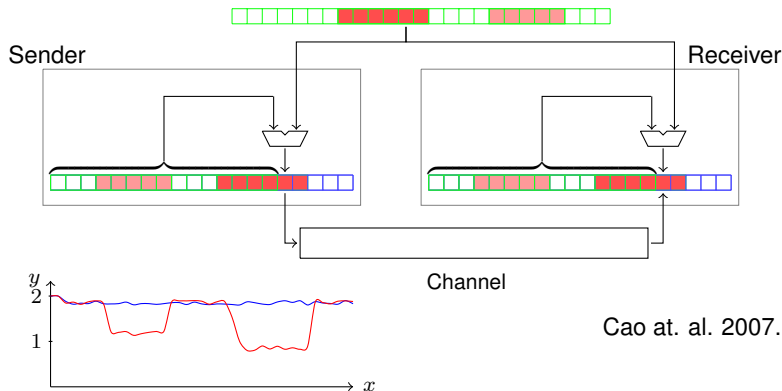 Sender
Receiver
Channel
y
2
1
x
Cao at. al. 2007.